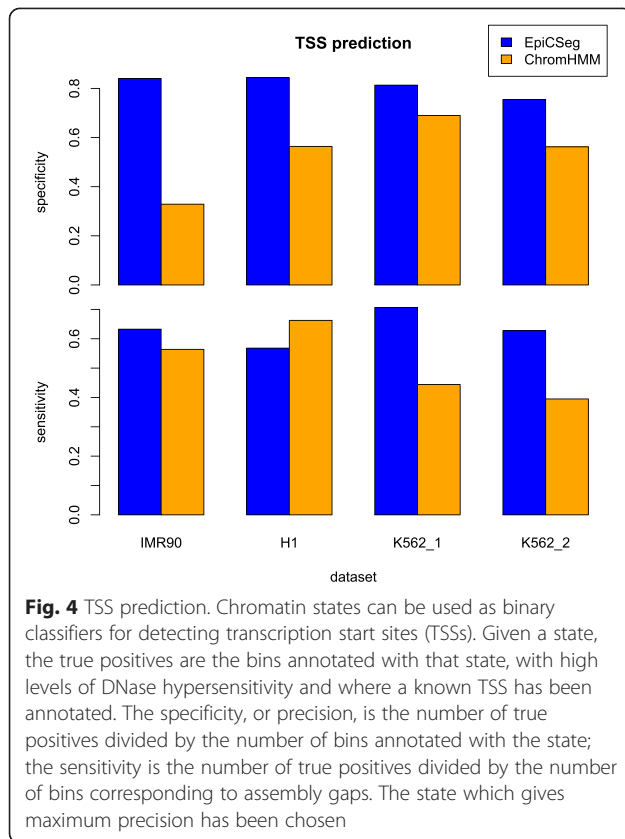 TSS prediction
EpiCSeg
ChromHMM
specificity
0.8
0.6
0.4
0.2
0.0
sensitivity
0.6
0.4
0.2
0.0
IMR90 H1 K562_1 K562_2
dataset
Fig. 4 TSS prediction. Chromatin states can be used as binary
classifiers for detecting transcription start sites (TSSs). Given a state,
the true positives are the bins annotated with that state, with high
levels of DNase hypersensitivity and where a known TSS has been
annotated. The specificity, or precision, is the number of true
positives divided by the number of bins annotated with the state;
the sensitivity is the number of true positives divided by the number
of bins corresponding to assembly gaps. The state which gives
maximum precision has been chosen